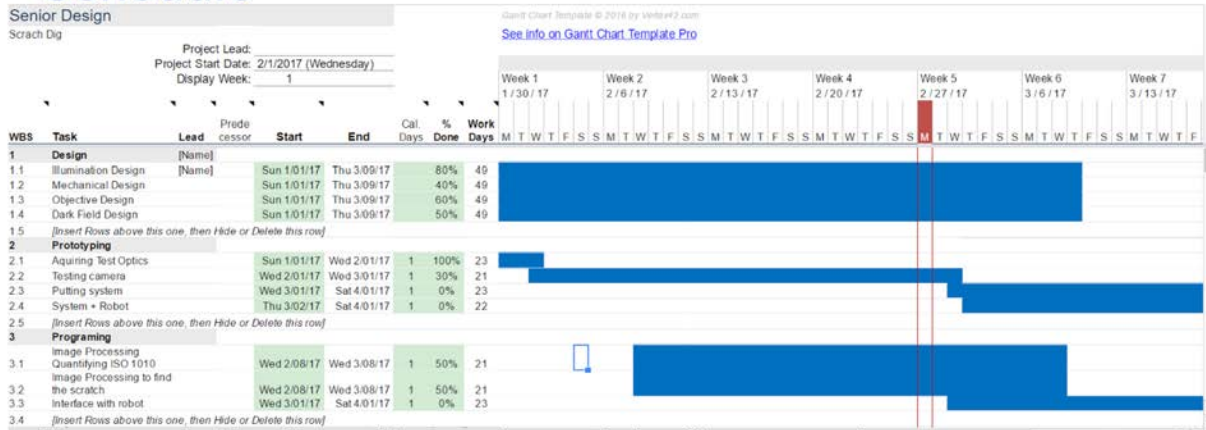 Senior Design
Gantt Chart Template © 2016 by Vertex42.com
Scrach Dig
See info on Gantt Chart Template Pro
Project Lead:
Project Start Date: 2/1/2017 (Wednesday)
Display Week: 1
Week 1 Week 2 Week 3 Week 4 Week 5 Week 6 Week 7
1 / 30 / 17 2 / 6 / 17 2 / 13 / 17 2 / 20 / 17 2 / 27 / 17 3 / 6 / 17 3 / 13 / 17
WBS Task Lead Prede cessor Start End Cal. Days % Done Work Days M T W T F S S M T W T F S S M T W T F S S M T W T F S S M T W T F S S M T W T F S S M T W T F
1 Design [Name]
1.1 Illumination Design [Name] Sun 1/01/17 Thu 3/09/17 80% 49
1.2 Mechanical Design Sun 1/01/17 Thu 3/09/17 40% 49
1.3 Objective Design Sun 1/01/17 Thu 3/09/17 60% 49
1.4 Dark Field Design Sun 1/01/17 Thu 3/09/17 50% 49
1.5 [Insert Rows above this one, then Hide or Delete this row]
2 Prototyping
2.1 Aquiring Test Optics Sun 1/01/17 Wed 2/01/17 1 100% 23
2.2 Testing camera Wed 2/01/17 Wed 3/01/17 1 30% 21
2.3 Putting system Wed 3/01/17 Sat 4/01/17 1 0% 23
2.4 System + Robot Thu 3/02/17 Sat 4/01/17 1 0% 22
2.5 [Insert Rows above this one, then Hide or Delete this row]
3 Programing
Image Processing
3.1 Quantifying ISO 1010 Wed 2/08/17 Wed 3/08/17 1 50% 21
Image Processing to find
3.2 the scratch Wed 2/08/17 Wed 3/08/17 1 50% 21
3.3 Interface with robot Wed 3/01/17 Sat 4/01/17 1 0% 23
3.4 [Insert Rows above this one, then Hide or Delete this row]